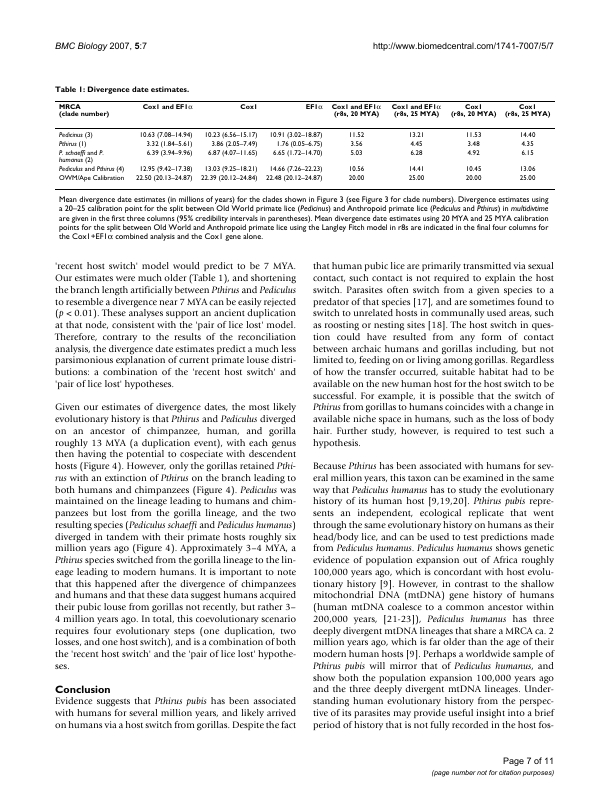 BMC Biology 2007, 5:7
http://www.biomedcentral.com/1741-7007/5/7
Table 1: Divergence date estimates.
MRCA (clade number) Cox1 and EF1α Cox1 EF1α Cox1 and EF1α (r8s, 20 MYA) Cox1 and EF1α (r8s, 25 MYA) Cox1 (r8s, 20 MYA) Cox1 (r8s, 25 MYA)
Pedicinus (3) 10.63 (7.08–14.94) 10.23 (6.56–15.17) 10.91 (3.02–18.87) 11.52 13.21 11.53 14.40
Pthirus (1) 3.32 (1.84–5.61) 3.86 (2.05–7.49) 1.76 (0.05–6.75) 3.56 4.45 3.48 4.35
P. schaeffi and P. humanus (2) 6.39 (3.94–9.96) 6.87 (4.07–11.65) 6.65 (1.72–14.70) 5.03 6.28 4.92 6.15
Pediculus and Pthirus (4) 12.95 (9.42–17.38) 13.03 (9.25–18.21) 14.66 (7.26–22.23) 10.56 14.41 10.45 13.06
OWM/Ape Calibration 22.50 (20.13–24.87) 22.39 (20.12–24.84) 22.48 (20.12–24.87) 20.00 25.00 20.00 25.00
Mean divergence date estimates (in millions of years) for the clades shown in Figure 3 (see Figure 3 for clade numbers). Divergence estimates using
a 20–25 calibration point for the split between Old World primate lice (Pedicinus) and Anthropoid primate lice (Pediculus and Pthirus) in multidivtime
are given in the first three columns (95% credibility intervals in parentheses). Mean divergence date estimates using 20 MYA and 25 MYA calibration
points for the split between Old World and Anthropoid primate lice using the Langley Fitch model in r8s are indicated in the final four columns for
the Cox1+EF1α combined analysis and the Cox1 gene alone.
'recent host switch' model would predict to be 7 MYA.
Our estimates were much older (Table 1), and shortening
the branch length artificially between Pthirus and Pediculus
to resemble a divergence near 7 MYA can be easily rejected
(p < 0.01). These analyses support an ancient duplication
at that node, consistent with the 'pair of lice lost' model.
Therefore, contrary to the results of the reconciliation
analysis, the divergence date estimates predict a much less
parsimonious explanation of current primate louse distri-
butions: a combination of the 'recent host switch' and
'pair of lice lost' hypotheses.
Given our estimates of divergence dates, the most likely
evolutionary history is that Pthirus and Pediculus diverged
on an ancestor of chimpanzee, human, and gorilla
roughly 13 MYA (a duplication event), with each genus
then having the potential to cospeciate with descendent
hosts (Figure 4). However, only the gorillas retained Pthi-
rus with an extinction of Pthirus on the branch leading to
both humans and chimpanzees (Figure 4). Pediculus was
maintained on the lineage leading to humans and chim-
panzees but lost from the gorilla lineage, and the two
resulting species (Pediculus schaeffi and Pediculus humanus)
diverged in tandem with their primate hosts roughly six
million years ago (Figure 4). Approximately 3–4 MYA, a
Pthirus species switched from the gorilla lineage to the lin-
eage leading to modern humans. It is important to note
that this happened after the divergence of chimpanzees
and humans and that these data suggest humans acquired
their pubic louse from gorillas not recently, but rather 3–
4 million years ago. In total, this coevolutionary scenario
requires four evolutionary steps (one duplication, two
losses, and one host switch), and is a combination of both
the 'recent host switch' and the 'pair of lice lost' hypothe-
ses.
Conclusion
Evidence suggests that Pthirus pubis has been associated
with humans for several million years, and likely arrived
on humans via a host switch from gorillas. Despite the fact
that human pubic lice are primarily transmitted via sexual
contact, such contact is not required to explain the host
switch. Parasites often switch from a given species to a
predator of that species [17], and are sometimes found to
switch to unrelated hosts in communally used areas, such
as roosting or nesting sites [18]. The host switch in ques-
tion could have resulted from any form of contact
between archaic humans and gorillas including, but not
limited to, feeding on or living among gorillas. Regardless
of how the transfer occurred, suitable habitat had to be
available on the new human host for the host switch to be
successful. For example, it is possible that the switch of
Pthirus from gorillas to humans coincides with a change in
available niche space in humans, such as the loss of body
hair. Further study, however, is required to test such a
hypothesis.
Because Pthirus has been associated with humans for sev-
eral million years, this taxon can be examined in the same
way that Pediculus humanus has to study the evolutionary
history of its human host [9,19,20]. Pthirus pubis repre-
sents an independent, ecological replicate that went
through the same evolutionary history on humans as their
head/body lice, and can be used to test predictions made
from Pediculus humanus. Pediculus humanus shows genetic
evidence of population expansion out of Africa roughly
100,000 years ago, which is concordant with host evolu-
tionary history [9]. However, in contrast to the shallow
mitochondrial DNA (mtDNA) gene history of humans
(human mtDNA coalesce to a common ancestor within
200,000 years, [21-23]), Pediculus humanus has three
deeply divergent mtDNA lineages that share a MRCA ca. 2
million years ago, which is far older than the age of their
modern human hosts [9]. Perhaps a worldwide sample of
Pthirus pubis will mirror that of Pediculus humanus, and
show both the population expansion 100,000 years ago
and the three deeply divergent mtDNA lineages. Under-
standing human evolutionary history from the perspec-
tive of its parasites may provide useful insight into a brief
period of history that is not fully recorded in the host fos-
Page 7 of 11
(page number not for citation purposes)